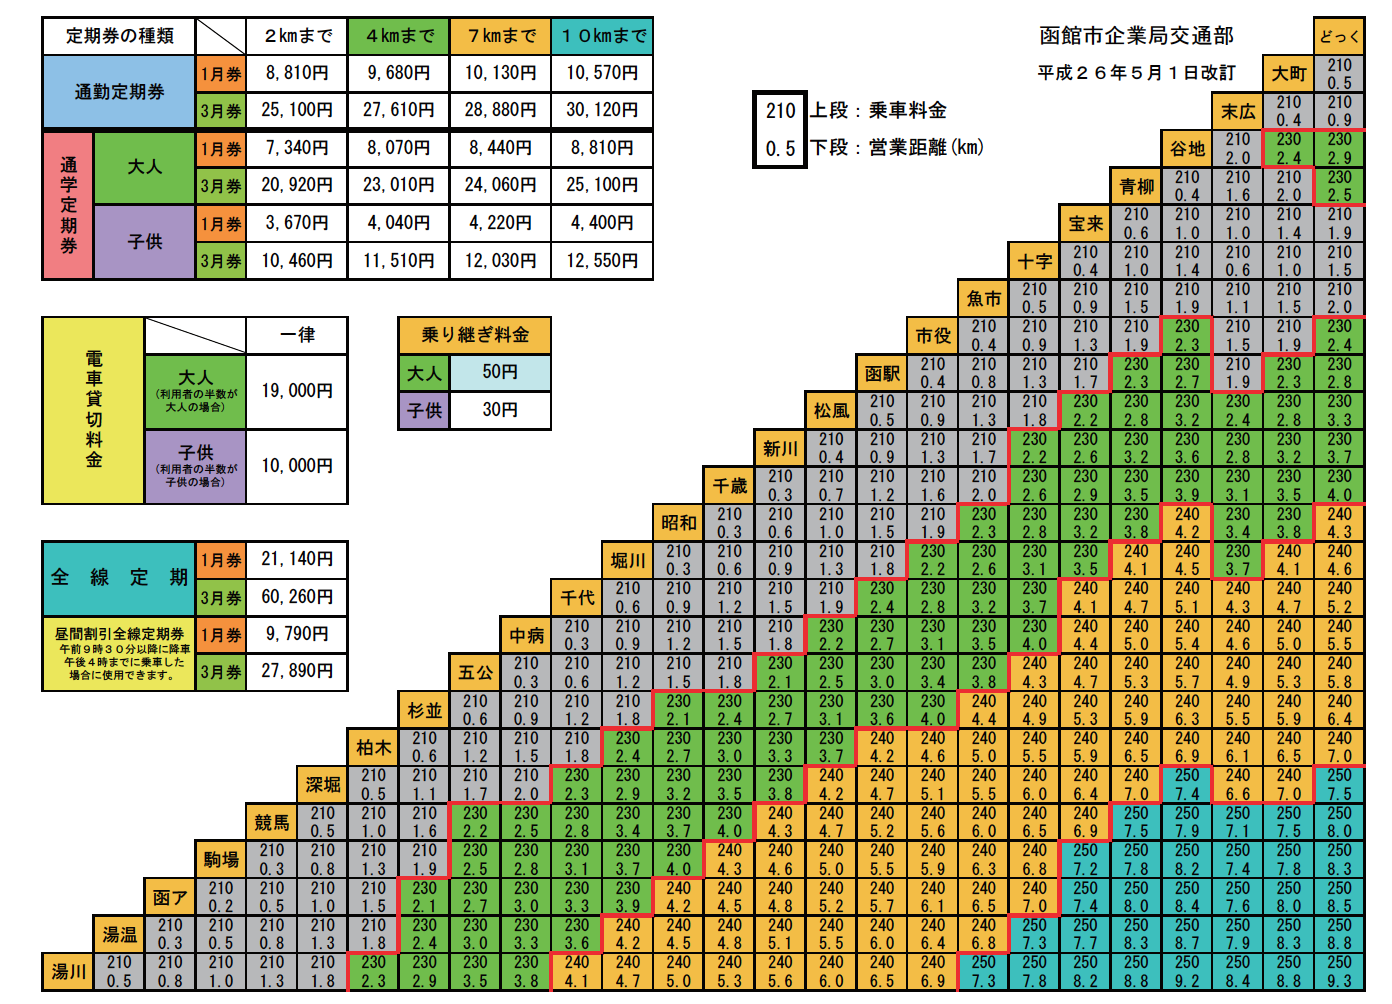 定期券の種類 2kmまで 4kmまで 7kmまで 10kmまで
通勤定期券 1月券 8,810円 9,680円 10,130円 10,570円
3月券 25,100円 27,610円 28,880円 30,120円
通学定期券 大人 1月券 7,340円 8,070円 8,440円 8,810円
3月券 20,920円 23,010円 24,060円 25,100円
子供 1月券 3,670円 4,040円 4,220円 4,400円
3月券 10,460円 11,510円 12,030円 12,550円
電車貸切料金 一律
大人
(利用者の半数が
大人の場合)
19,000円
子供
(利用者の半数が
子供の場合)
10,000円
乗り継ぎ料金
大人 50円
子供 30円
全線定期 1月券 21,140円
3月券 60,260円
昼間割引全線定期券
午前9時30分以降に降車
午後4時までに乗車した
場合に使用できます。
1月券 9,790円
3月券 27,890円
函館市企業局交通部
平成26年5月1日改訂
210 上段：乗車料金
0.5 下段：営業距離(km)
どっく
大町 210
0.5
末広 210 210
0.4 0.9
谷地 210 230 230
2.0 2.4 2.9
青柳 210 210 210 230
0.4 1.6 2.0 2.5
宝来 210 210 210 210 210
0.6 1.0 1.0 1.4 1.9
十字 210 210 210 210 210 210
0.4 1.0 1.4 0.6 1.0 1.5
魚市 210 210 210 210 210 210 210
0.5 0.9 1.5 1.9 1.1 1.5 2.0
市役 210 210 210 210 230 210 210 230
0.4 0.9 1.3 1.9 2.3 1.5 1.9 2.4
函駅 210 210 210 210 230 230 210 230 230
0.4 0.8 1.3 1.7 2.3 2.7 1.9 2.3 2.8
松風 210 210 210 210 230 230 230 230 230 230
0.5 0.9 1.3 1.8 2.2 2.8 3.2 2.4 2.8 3.3
新川 210 210 210 210 230 230 230 230 230 230 230
0.4 0.9 1.3 1.7 2.2 2.6 3.2 3.6 2.8 3.2 3.7
千歳 210 210 210 210 210 230 230 230 230 230 230 230
0.3 0.7 1.2 1.6 2.0 2.6 2.9 3.5 3.9 3.1 3.5 4.0
昭和 210 210 210 210 210 230 230 230 230 240 230 230 240
0.3 0.6 1.0 1.5 1.9 2.3 2.8 3.2 3.8 4.2 3.4 3.8 4.3
堀川 210 210 210 210 210 230 230 230 230 240 240 230 240 240
0.3 0.6 0.9 1.3 1.8 2.2 2.6 3.1 3.5 4.1 4.5 3.7 4.1 4.6
千代 210 210 210 210 210 230 230 230 230 240 240 240 240 240 240
0.6 0.9 1.2 1.5 1.9 2.4 2.8 3.2 3.7 4.1 4.7 5.1 4.3 4.7 5.2
中病 210 210 210 210 210 230 230 230 230 230 240 240 240 240 240 240
0.3 0.9 1.2 1.5 1.8 2.2 2.7 3.1 3.5 4.0 4.4 5.0 5.4 4.6 5.0 5.5
五公 210 210 210 210 210 230 230 230 230 230 240 240 240 240 240 240 240
0.3 0.6 1.2 1.5 1.8 2.1 2.5 3.0 3.4 3.8 4.3 4.7 5.3 5.7 4.9 5.3 5.8
杉並 210 210 210 210 230 230 230 230 230 230 240 240 240 240 240 240 240 240
0.6 0.9 1.2 1.8 2.1 2.4 2.7 3.1 3.6 4.0 4.4 4.9 5.3 5.9 6.3 5.5 5.9 6.4
柏木 210 210 210 210 230 230 230 230 230 240 240 240 240 240 240 240 240 240 240
0.6 1.2 1.5 1.8 2.4 2.7 3.0 3.3 3.7 4.2 4.6 5.0 5.5 5.9 6.5 6.9 6.1 6.5 7.0
深堀 210 210 210 210 230 230 230 230 230 240 240 240 240 240 240 240 250 240 240 250
0.5 1.1 1.7 2.0 2.3 2.9 3.2 3.5 3.8 4.2 4.7 5.1 5.5 6.0 6.4 7.0 7.4 6.6 7.0 7.5
競馬 210 210 210 230 230 230 230 230 230 240 240 240 240 240 240 240 250 250 250 250 250
0.5 1.0 1.6 2.2 2.5 2.8 3.4 3.7 4.0 4.3 4.7 5.2 5.6 6.0 6.5 6.9 7.5 7.9 7.1 7.5 8.0
駒場 210 210 210 210 230 230 230 230 230 240 240 240 240 240 240 240 250 250 250 250 250 250
0.3 0.8 1.3 1.9 2.5 2.8 3.1 3.7 4.0 4.3 4.6 5.0 5.5 5.9 6.3 6.8 7.2 7.8 8.2 7.4 7.8 8.3
函ア 210 210 210 210 230 230 230 230 230 240 240 240 240 240 240 240 240 250 250 250 250 250 250
0.2 0.5 1.0 1.5 2.1 2.7 3.0 3.3 3.9 4.2 4.5 4.8 5.2 5.7 6.1 6.5 7.0 7.4 8.0 8.4 7.6 8.0 8.5
湯温 210 210 210 210 210 230 230 230 230 240 240 240 240 240 240 240 240 250 250 250 250 250 250 250
0.3 0.5 0.8 1.3 1.8 2.4 3.0 3.3 3.6 4.2 4.5 4.8 5.1 5.5 6.0 6.4 6.8 7.3 7.7 8.3 8.7 7.9 8.3 8.8
湯川 210 210 210 210 210 230 230 230 230 240 240 240 240 240 240 240 240 250 250 250 250 250 250 250 250
0.5 0.8 1.0 1.3 1.8 2.3 2.9 3.5 3.8 4.1 4.7 5.0 5.3 5.6 6.0 6.5 6.9 7.3 7.8 8.2 8.8 9.2 8.4 8.8 9.3